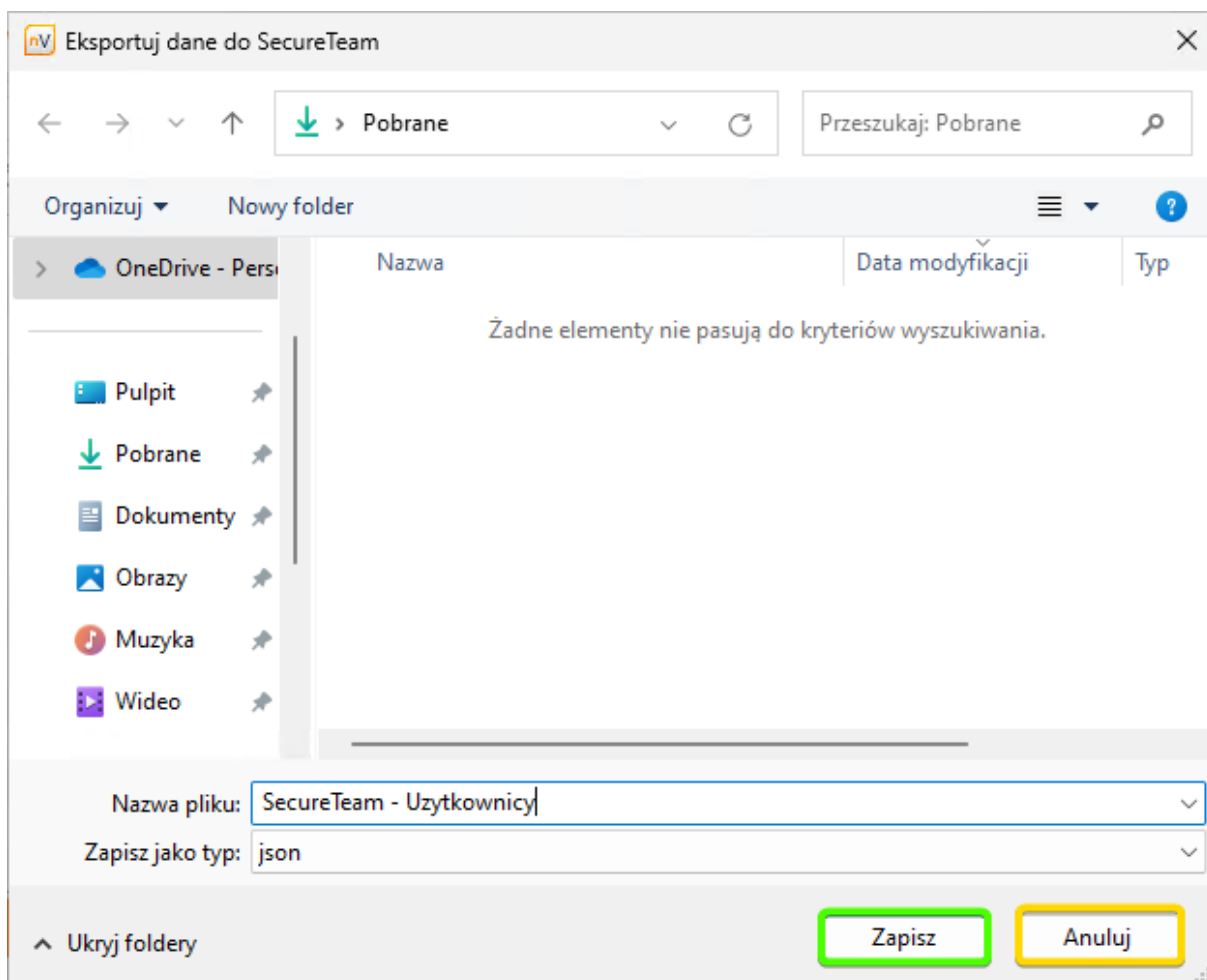 nV Eksportuj dane do SecureTeam
Pobrane
Przeszukaj: Pobrane
Organizuj
Nowy folder
?
OneDrive - Pers
Nazwa
Data modyfikacji
Typ
Żadne elementy nie pasują do kryteriów wyszukiwania.
Pulpit
Pobrane
Dokumenty
Obrazy
Muzyka
Wideo
Nazwa pliku: SecureTeam - Uzytkownicy
Zapisz jako typ: json
Ukryj foldery
Zapisz
Anuluj